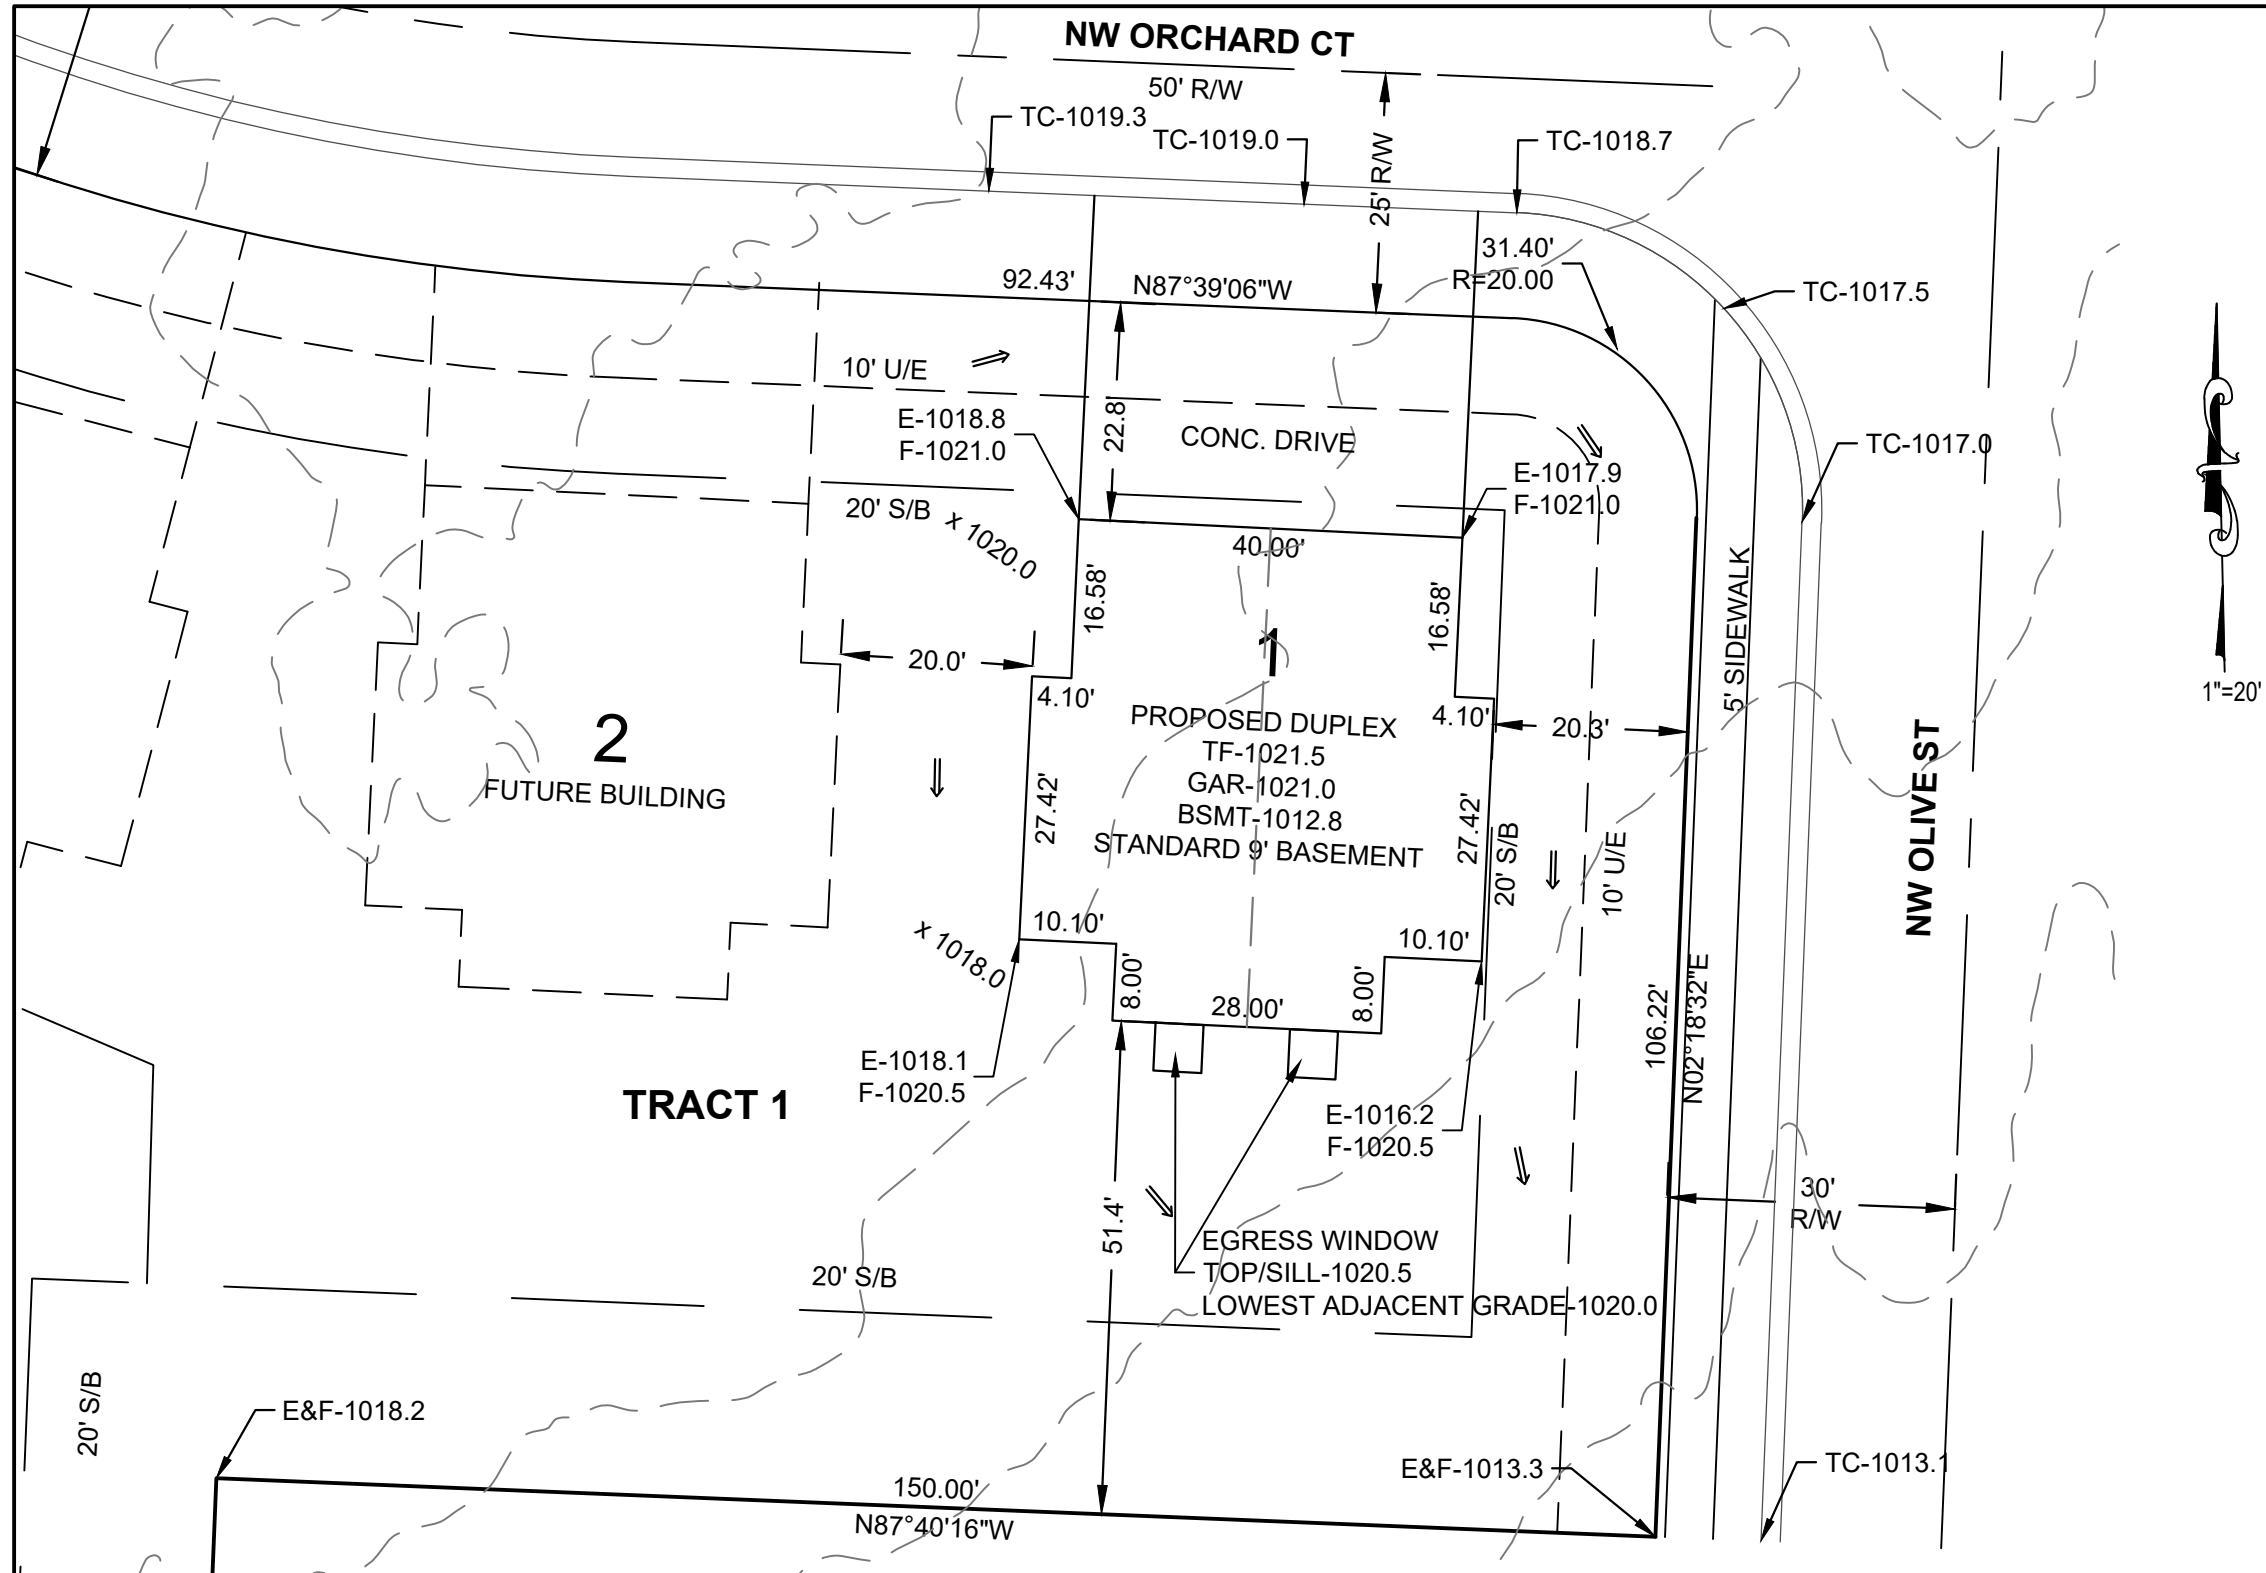 NW ORCHARD CT
50' R/W
TC-1019.3
TC-1019.0
TC-1018.7
25' R/W
31.40'
R=20.00
92.43'
N87°39'06"W
TC-1017.5
10' U/E
22.8'
E-1018.8
F-1021.0
CONC. DRIVE
TC-1017.0
E-1017.9
F-1021.0
20' S/B
x 1020.0
40.00'
16.58'
16.58'
5' SIDEWALK
1
20.0'
4.10'
4.10'
20.3'
1"=20'
2
FUTURE BUILDING
PROPOSED DUPLEX
TF-1021.5
GAR-1021.0
BSMT-1012.8
STANDARD 9' BASEMENT
27.42'
27.42'
20' S/B
10' U/E
NW OLIVE ST
10.10'
10.10'
x 1018.0
8.00'
28.00'
8.00'
106.22'
N02°18'32"E
E-1018.1
F-1020.5
TRACT 1
E-1016.2
F-1020.5
30'
R/W
51.4'
EGRESS WINDOW
TOP/SILL-1020.5
LOWEST ADJACENT GRADE-1020.0
20' S/B
20' S/B
E&F-1018.2
E&F-1013.3
TC-1013.1
150.00'
N87°40'16"W